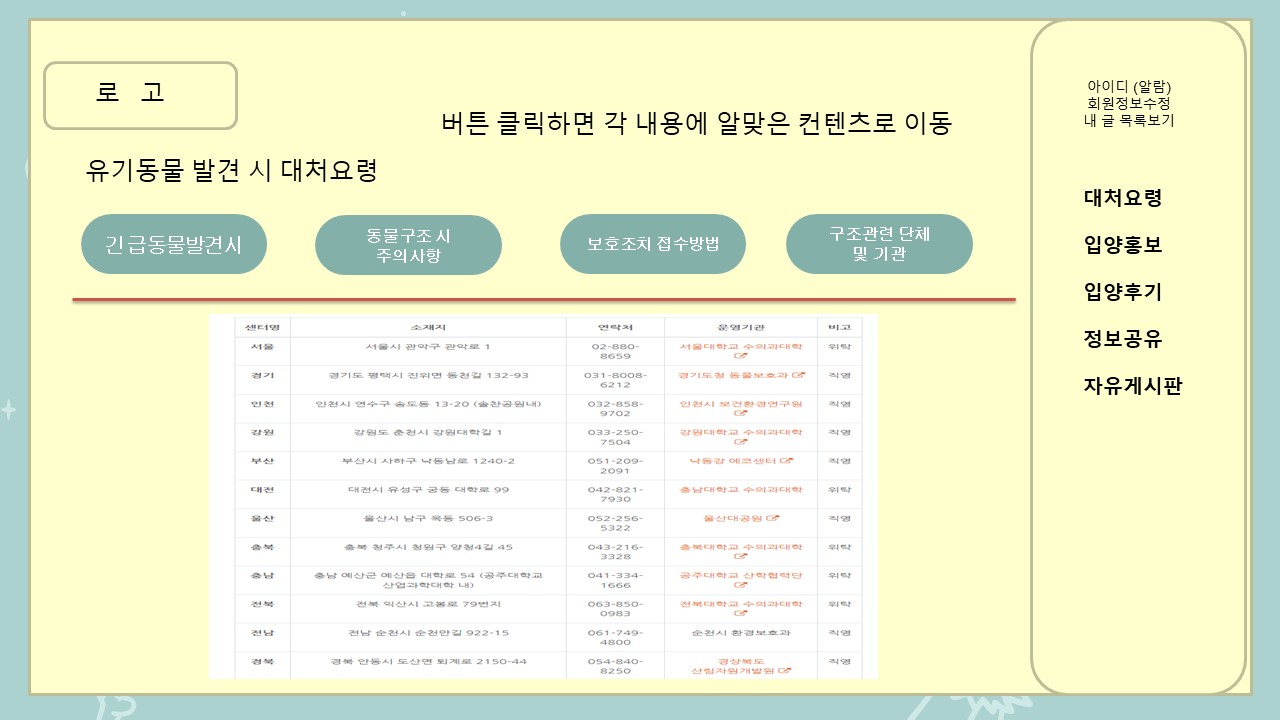 로 고
버튼 클릭하면 각 내용에 알맞은 컨텐츠로 이동
유기동물 발견 시 대처요령
긴급동물발견시
동물구조 시
주의사항
보호조치 접수방법
구조관련 단체
및 기관
센터명 소재지 연락처 운영기관 비고
서울 서울시 관악구 관악로 1 02-880-8659 서울대학교 수의과대학 위탁
경기 경기도 평택시 진위면 동천길 132-93 031-8008-6212 경기도청 동물보호과 직영
인천 인천시 연수구 송도동 13-20 (솔찬공원내) 032-858-9702 인천시 보건환경연구원 직영
강원 강원도 춘천시 강원대학길 1 033-250-7504 강원대학교 수의과대학 직영
부산 부산시 사하구 낙동남로 1240-2 051-209-2091 낙동강 에코센터 직영
대전 대전시 유성구 궁동 대학로 99 042-821-7930 충남대학교 수의과대학 위탁
울산 울산시 남구 옥동 506-3 052-256-5322 울산대공원 직영
충북 충북 청주시 청원구 양청4길 45 043-216-3328 충북대학교 수의과대학 위탁
충남 충남 예산군 예산읍 대학로 54 (공주대학교 산업과학대학 내) 041-334-1666 공주대학교 산학협력단 위탁
전북 전북 익산시 고봉로 79번지 063-850-0983 전북대학교 수의과대학 위탁
전남 전남 순천시 순천만길 922-15 061-749-4800 순천시 환경보호과 직영
경북 경북 안동시 도산면 퇴계로 2150-44 054-840-8250 경상북도 산림자원개발원 직영
아이디 (알람)
회원정보수정
내 글 목록보기
대처요령
입양홍보
입양후기
정보공유
자유게시판